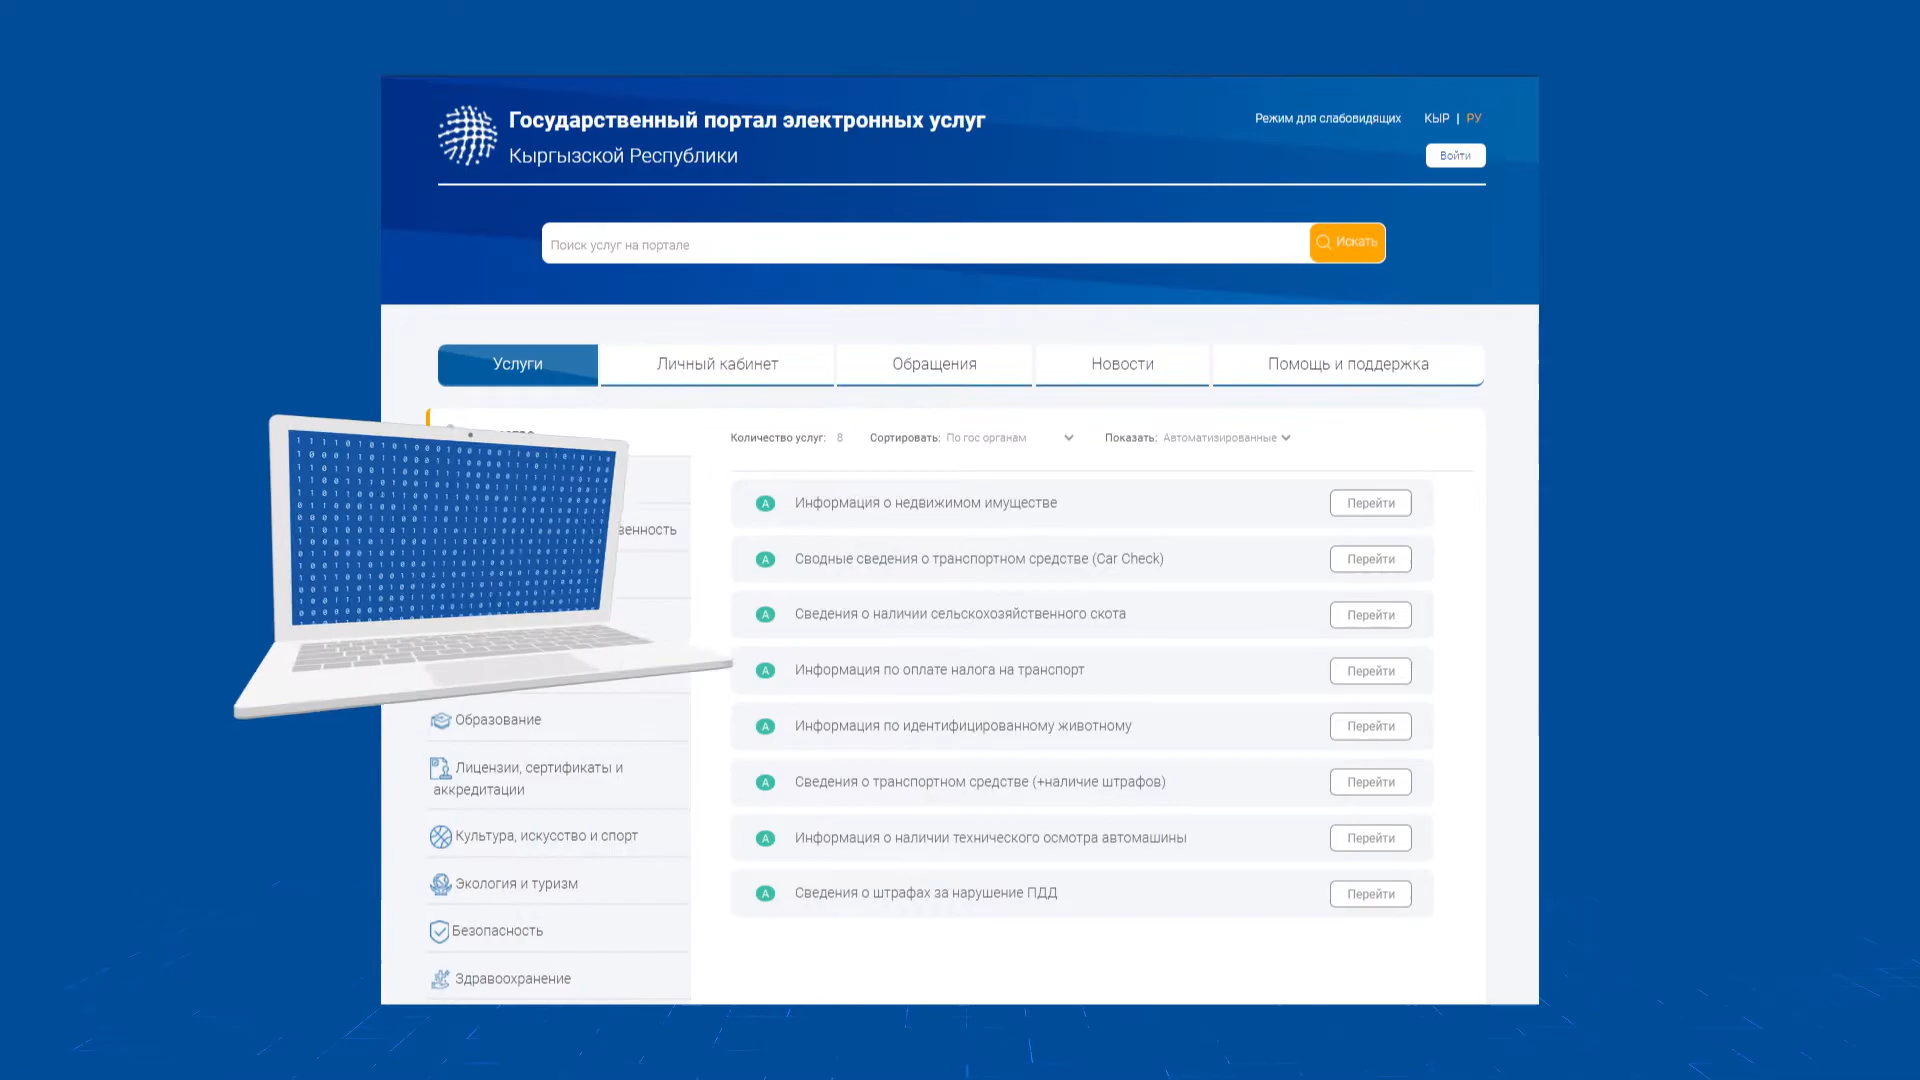 Государственный портал электронных услуг
Кыргызской Республики
Режим для слабовидящих
КЫР | РУ
Войти
Поиск услуг на портале
Искать
Услуги
Личный кабинет
Обращения
Новости
Помощь и поддержка
Количество услуг: 8
Сортировать: По гос органам
Показать: Автоматизированные
А Информация о недвижимом имуществе Перейти
А Сводные сведения о транспортном средстве (Car Check) Перейти
А Сведения о наличии сельскохозяйственного скота Перейти
А Информация по оплате налога на транспорт Перейти
А Информация по идентифицированному животному Перейти
А Сведения о транспортном средстве (+наличие штрафов) Перейти
А Информация о наличии технического осмотра автомашины Перейти
А Сведения о штрафах за нарушение ПДД Перейти
Образование
Лицензии, сертификаты и
аккредитации
Культура, искусство и спорт
Экология и туризм
Безопасность
Здравоохранение